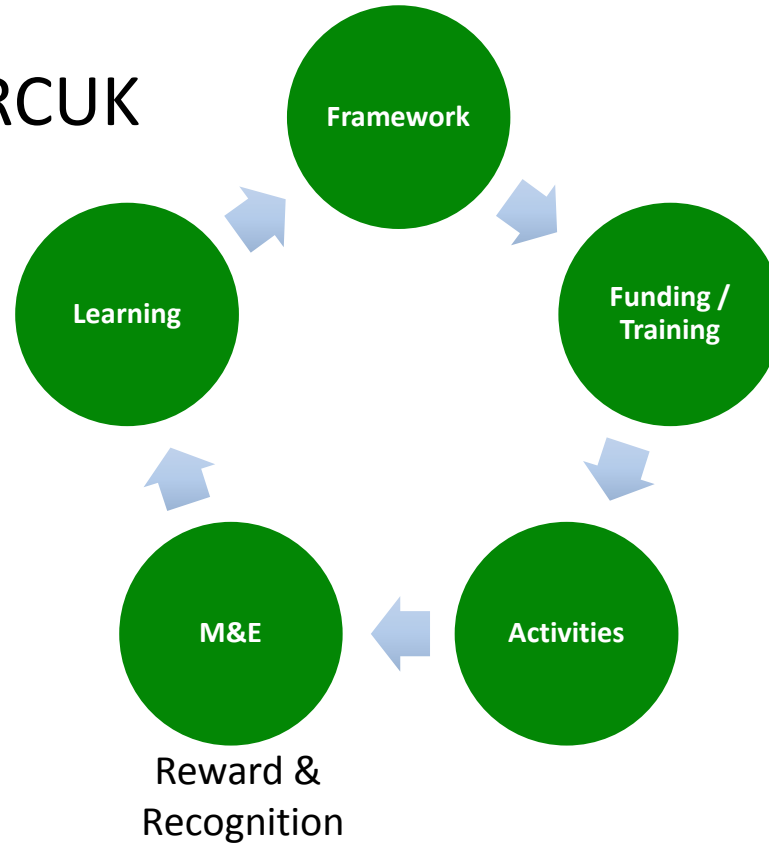 RCUK
Framework
Funding /
Training
Learning
M&E
Activities
Reward &
Recognition